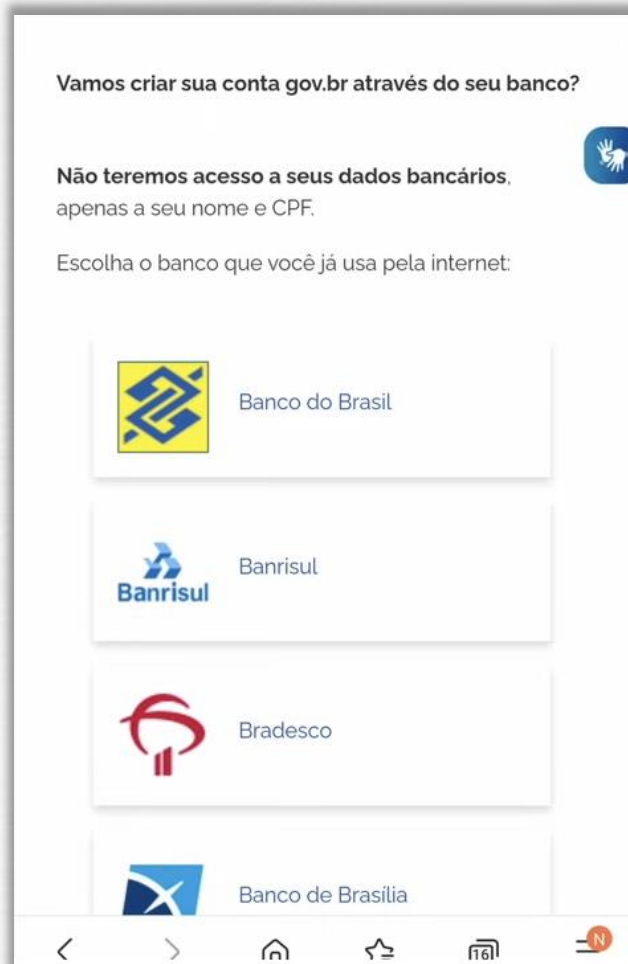 Vamos criar sua conta gov.br através do seu banco?
Não teremos acesso a seus dados bancários,
apenas a seu nome e CPF.
Escolha o banco que você já usa pela internet:
Banco do Brasil
Banrisul
Banrisul
Bradesco
Banco de Brasília
16
N